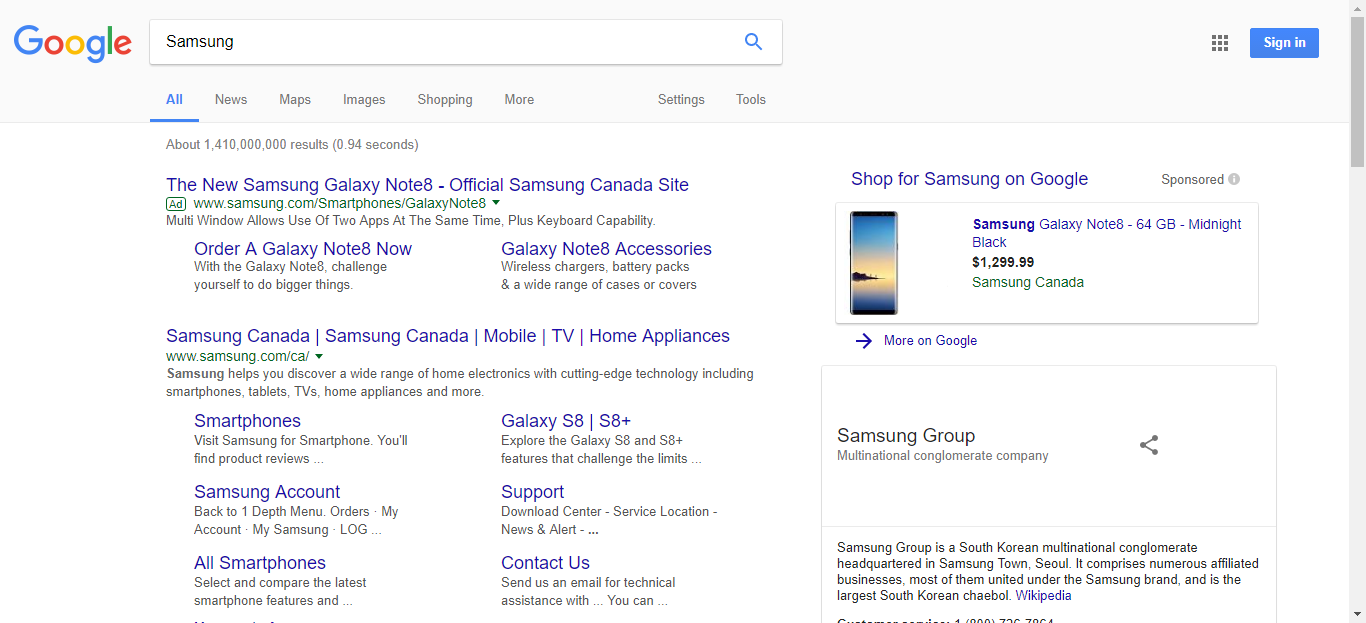 Google
Samsung
Sign in
All News Maps Images Shopping More Settings Tools
About 1,410,000,000 results (0.94 seconds)
The New Samsung Galaxy Note8 - Official Samsung Canada Site
Ad www.samsung.com/Smartphones/GalaxyNote8
Multi Window Allows Use Of Two Apps At The Same Time, Plus Keyboard Capability.
Order A Galaxy Note8 Now
With the Galaxy Note8, challenge
yourself to do bigger things.
Galaxy Note8 Accessories
Wireless chargers, battery packs
& a wide range of cases or covers
Samsung Canada | Samsung Canada | Mobile | TV | Home Appliances
www.samsung.com/ca/
Samsung helps you discover a wide range of home electronics with cutting-edge technology including
smartphones, tablets, TVs, home appliances and more.
Smartphones
Visit Samsung for Smartphone. You'll
find product reviews ...
Galaxy S8 | S8+
Explore the Galaxy S8 and S8+
features that challenge the limits ...
Samsung Account
Back to 1 Depth Menu. Orders · My
Account · My Samsung · LOG ...
Support
Download Center - Service Location -
News & Alert - ...
All Smartphones
Select and compare the latest
smartphone features and ...
Contact Us
Send us an email for technical
assistance with ... You can ...
Shop for Samsung on Google
Sponsored
Samsung Galaxy Note8 - 64 GB - Midnight
Black
$1,299.99
Samsung Canada
More on Google
Samsung Group
Multinational conglomerate company
Samsung Group is a South Korean multinational conglomerate
headquartered in Samsung Town, Seoul. It comprises numerous affiliated
businesses, most of them united under the Samsung brand, and is the
largest South Korean chaebol. Wikipedia
Customer service: 1 (800) 726-7864